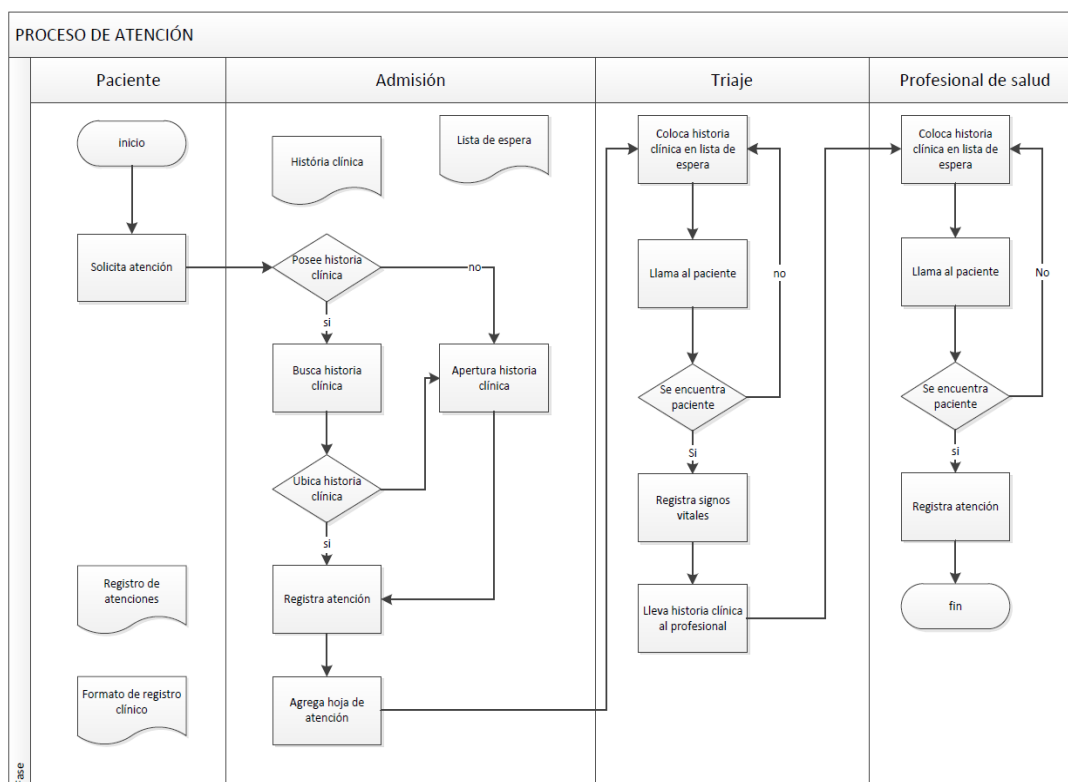 PROCESO DE ATENCIÓN
Paciente
Admisión
Triaje
Profesional de salud
inicio
Solicita atención
Registro de
atenciones
Formato de registro
clínico
História clínica
Lista de espera
Posee historia
clínica
no
si
Busca historia
clínica
Apertura historia
clínica
Ubica historia
clínica
si
Registra atención
Agrega hoja de
atención
Coloca historia
clínica en lista de
espera
Llama al paciente
no
Se encuentra
paciente
Si
Registra signos
vitales
Lleva historia clínica
al profesional
Coloca historia
clínica en lista de
espera
Llama al paciente
No
Se encuentra
paciente
si
Registra atención
fin